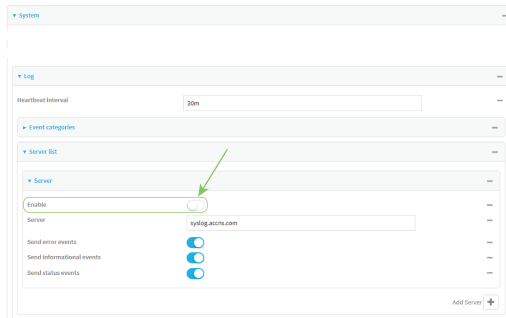 System
Log
Heartbeat interval
30m
Event categories
Server list
Server
Enable
Server
syslog.accns.com
Send error events
Send informational events
Send status events
Add Server